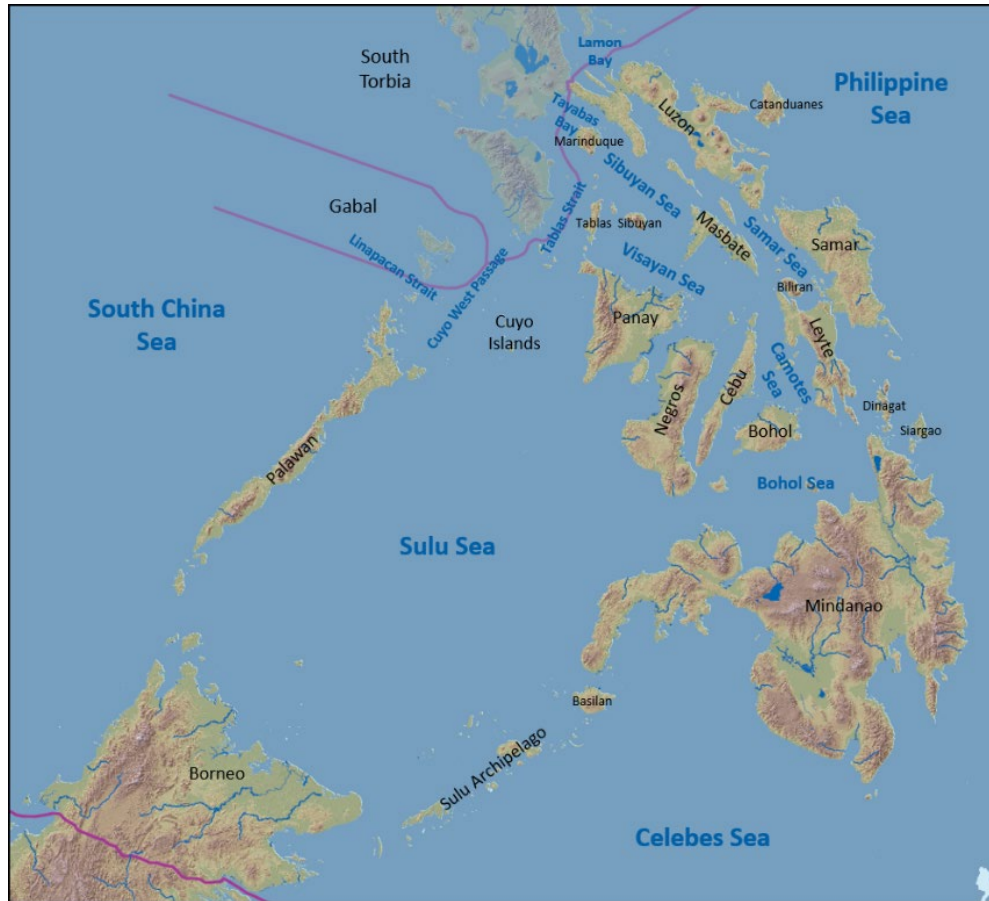 South
Torbia
Lamon
Bay
Philippine
Sea
Tayabas
Bay
Luzon
Catanduanes
Marinduque
Sibuyan Sea
Gabal
Tablas Strait
Tablas
Sibuyan
Masbate
Samar Sea
Samar
Linapacan Strait
Cuyo West Passage
Visayan Sea
Biliran
South China
Sea
Cuyo
Islands
Panay
Leyte
Camotes
Sea
Negros
Cebu
Dinagat
Siargao
Bohol
Palawan
Bohol Sea
Sulu Sea
Mindanao
Basilan
Sulu Archipelago
Borneo
Celebes Sea